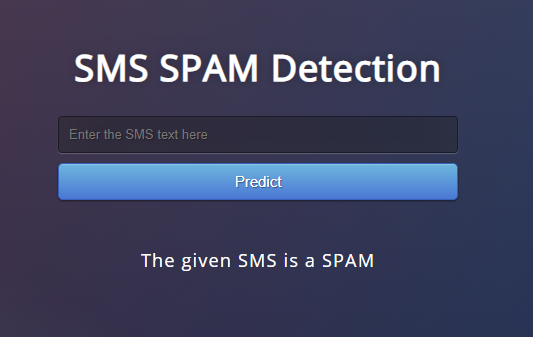 SMS SPAM Detection
Enter the SMS text here
Predict
The given SMS is a SPAM